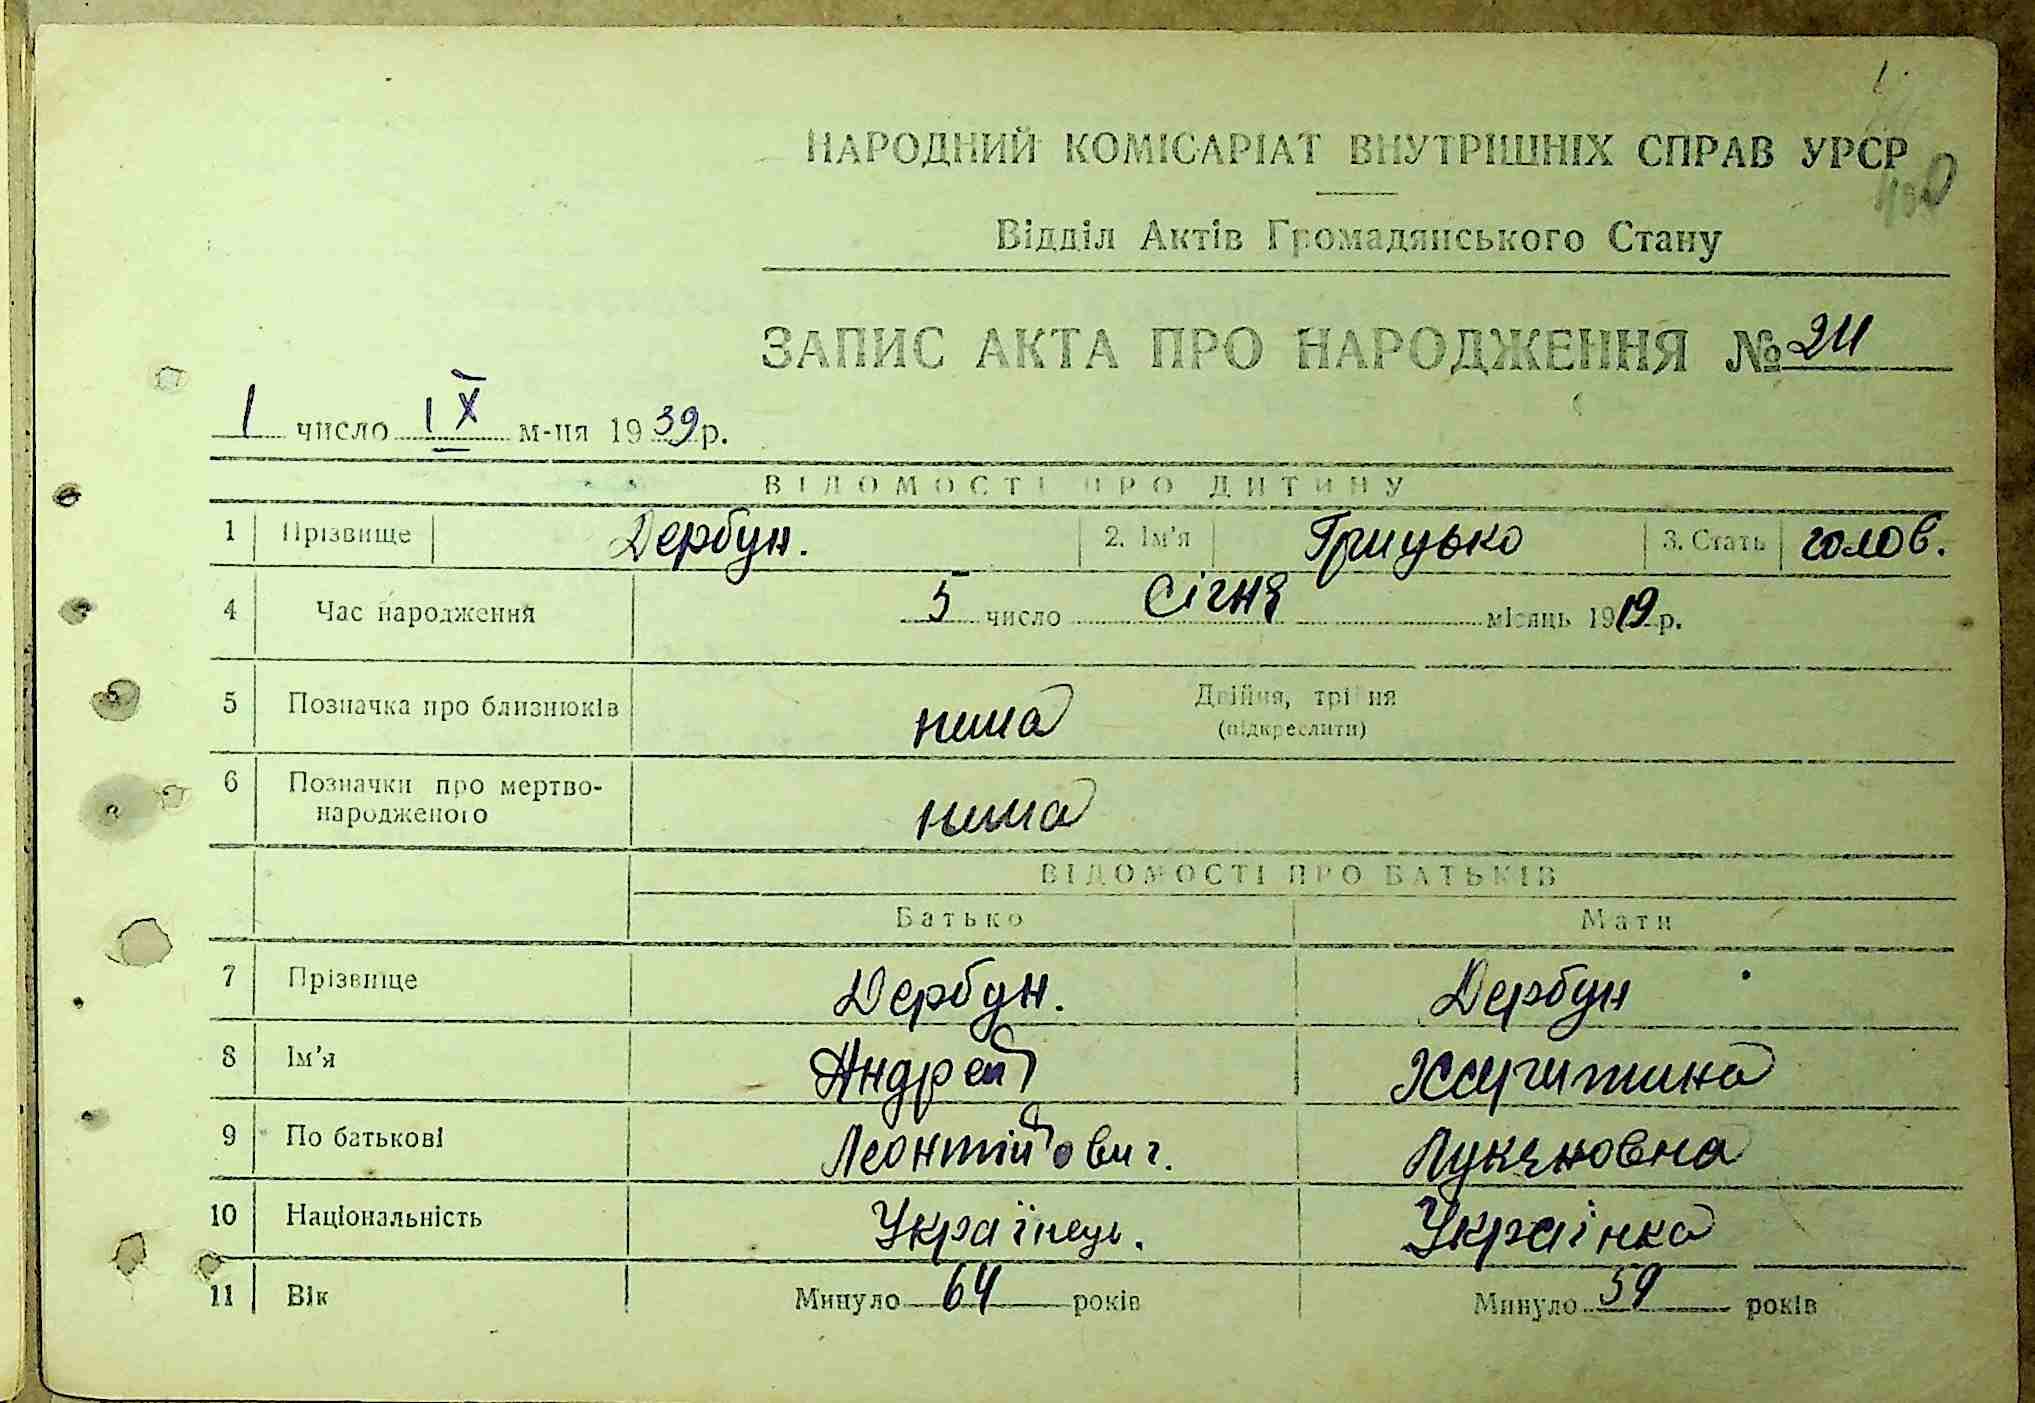 НАРОДНИЙ КОМІСАРІАТ ВНУТРІШНІХ СПРАВ УРСР
Відділ Актів Громадянського Стану
ЗАПИС АКТА ПРО НАРОДЖЕННЯ №
1 число IX м-ця 1939 р.
ВІДОМОСТІ ПРО ДИТИНУ
1 Прізвище Дербун. 2. Ім'я Грицько 3. Стать голов.
4 Час народження 5 число Січня місяць 1919 р.
5 Позначка про близнюків нима Двійня, трійня
(підкреслити)
6 Позначки про мертво-
народженого нима
ВІДОМОСТІ ПРО БАТЬКІВ
Батько Мати
7 Прізвище Дербун. Дербун
8 Ім'я Андрей Харитина
9 По батькові Леонтійович. Лукяновна
10 Національність Українець. Українка
11 Вік Минуло 64 років Минуло 59 років